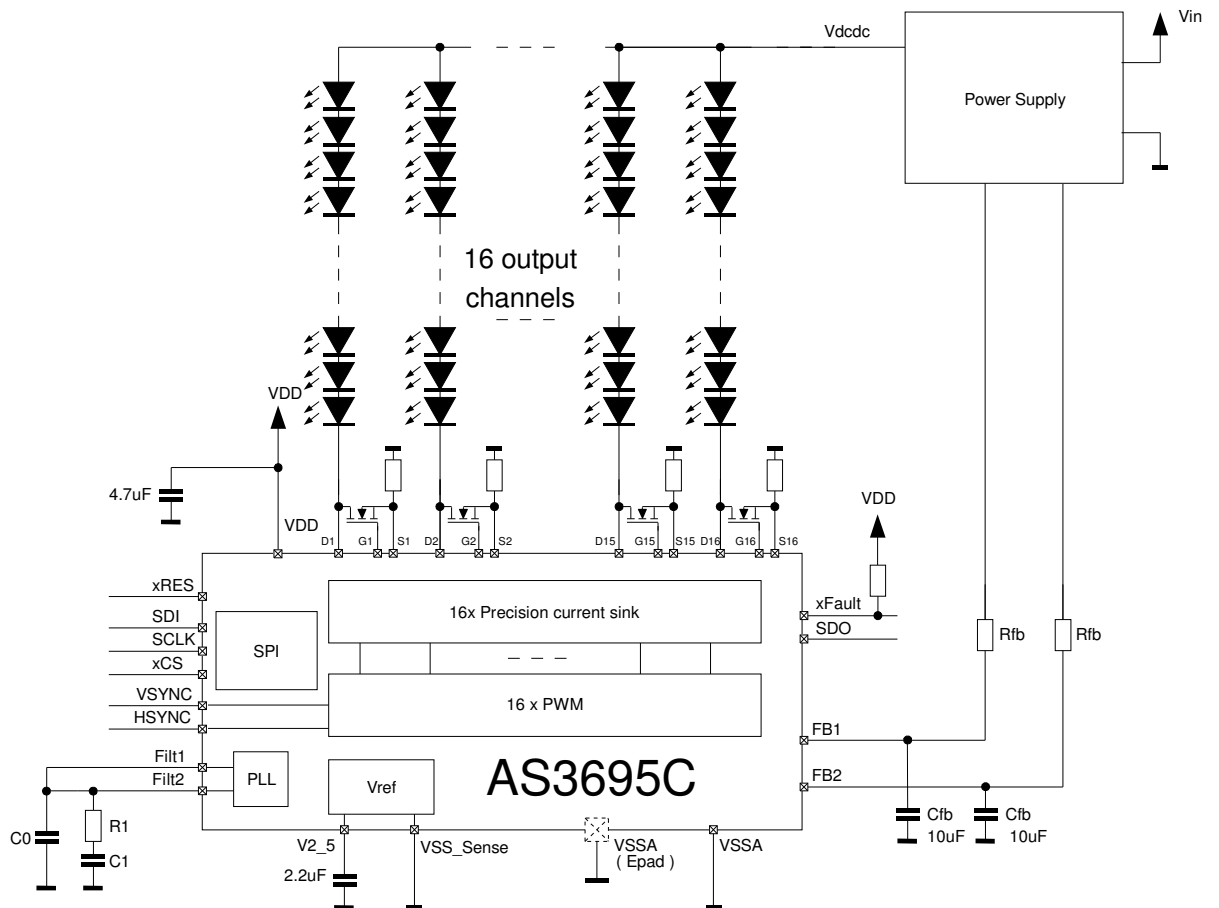 Vin
Vdcdc
Power Supply
16 output
channels
VDD
4.7uF
VDD
D1
G1
S1
D2
G2
S2
D15
G15
S15
D16
G16
S16
VDD
xRES
SDI
SCLK
xCS
VSYNC
HSYNC
Filt1
Filt2
SPI
16x Precision current sink
16 x PWM
xFault
SDO
Rfb
Rfb
FB1
FB2
PLL
Vref
AS3695C
C0
R1
C1
V2_5
VSS_Sense
2.2uF
VSSA
( Epad )
VSSA
Cfb
10uF
Cfb
10uF